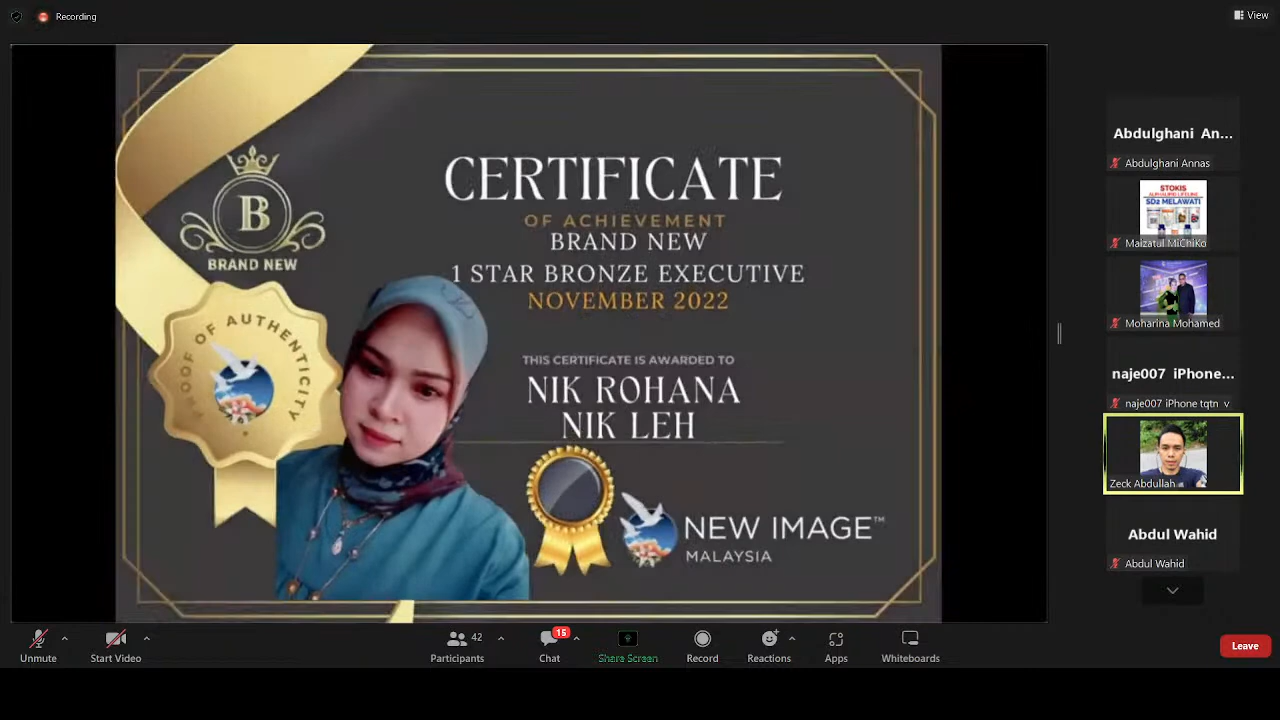 Recording
View
CERTIFICATE
OF ACHIEVEMENT
BRAND NEW
1 STAR BRONZE EXECUTIVE
NOVEMBER 2022
B
BRAND NEW
PROOF OF AUTHENTICITY
THIS CERTIFICATE IS AWARDED TO
NIK ROHANA
NIK LEH
NEW IMAGE™
MALAYSIA
Abdulghani An...
Abdulghani Annas
STOKIS
SD2 MELAWATI
Maizatul MiChiKo
Moharina Mohamed
naje007 iPhone...
naje007 iPhone tqtn v
Zeck Abdullah
Abdul Wahid
Abdul Wahid
Unmute
Start Video
Participants
42
Chat
15
Share Screen
Record
Reactions
Apps
Whiteboards
Leave